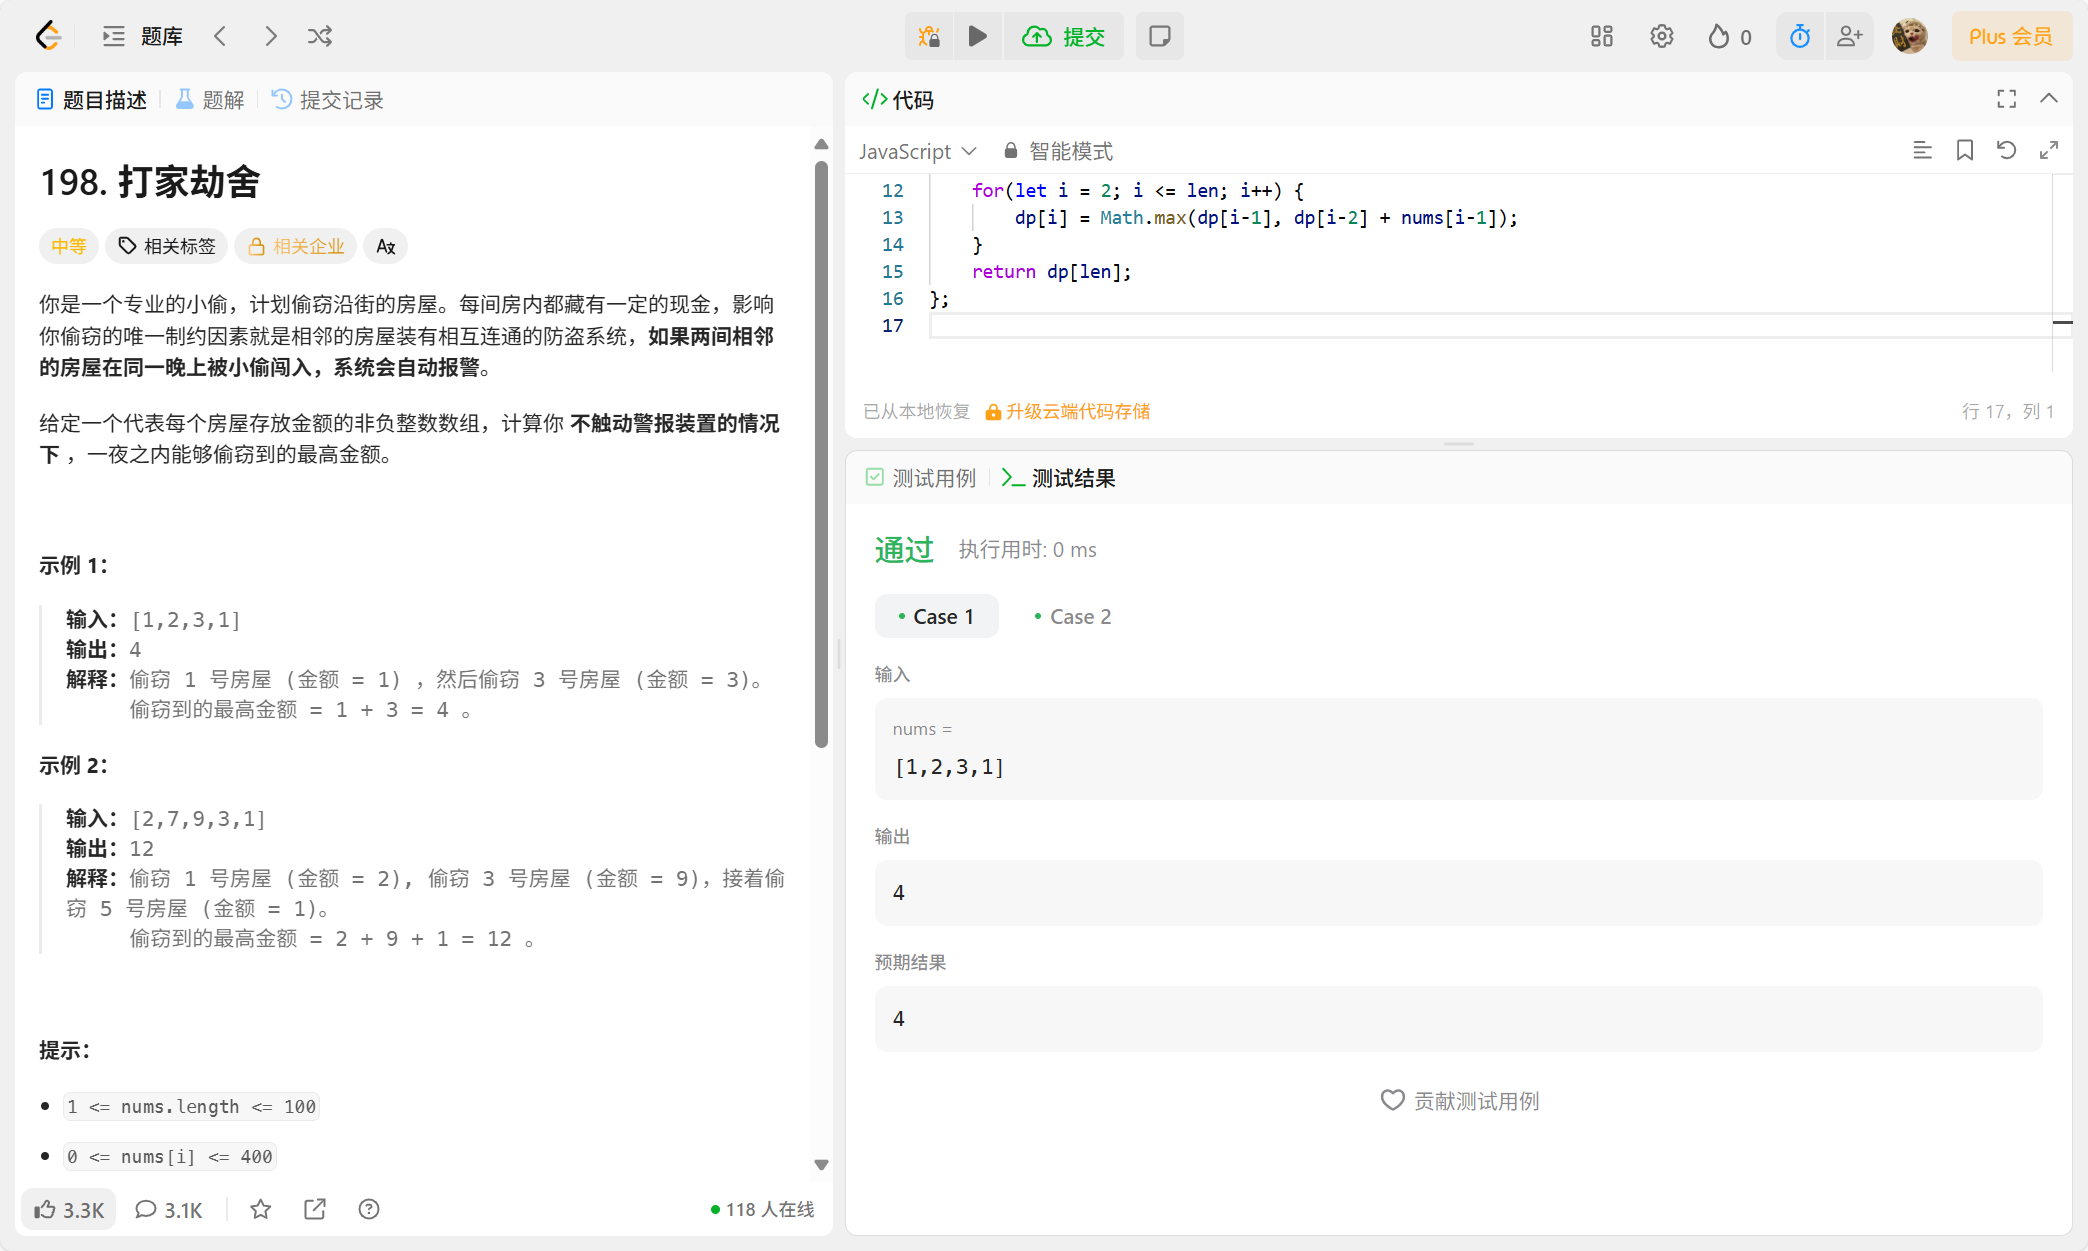 题库
提交
0
Plus 会员
题目描述
题解
提交记录
198. 打家劫舍
中等
相关标签
相关企业
你是一个专业的小偷，计划偷窃沿街的房屋。每间房内都藏有一定的现金，影响
你偷窃的唯一制约因素就是相邻的房屋装有相互连通的防盗系统，如果两间相邻
的房屋在同一晚上被小偷闯入，系统会自动报警。
给定一个代表每个房屋存放金额的非负整数数组，计算你 不触动警报装置的情况
下 ，一夜之内能够偷窃到的最高金额。
示例 1：
输入：[1,2,3,1]
输出：4
解释：偷窃 1 号房屋 (金额 = 1) ，然后偷窃 3 号房屋 (金额 = 3)。
偷窃到的最高金额 = 1 + 3 = 4 。
示例 2：
输入：[2,7,9,3,1]
输出：12
解释：偷窃 1 号房屋 (金额 = 2), 偷窃 3 号房屋 (金额 = 9)，接着偷
窃 5 号房屋 (金额 = 1)。
偷窃到的最高金额 = 2 + 9 + 1 = 12 。
提示：
1 <= nums.length <= 100
0 <= nums[i] <= 400
3.3K
3.1K
118 人在线
</> 代码
JavaScript
智能模式
12 for(let i = 2; i <= len; i++) {
13 dp[i] = Math.max(dp[i-1], dp[i-2] + nums[i-1]);
14 }
15 return dp[len];
16 };
17
已从本地恢复
升级云端代码存储
行 17，列 1
测试用例
测试结果
通过
执行用时: 0 ms
Case 1
Case 2
输入
nums =
[1,2,3,1]
输出
4
预期结果
4
贡献测试用例